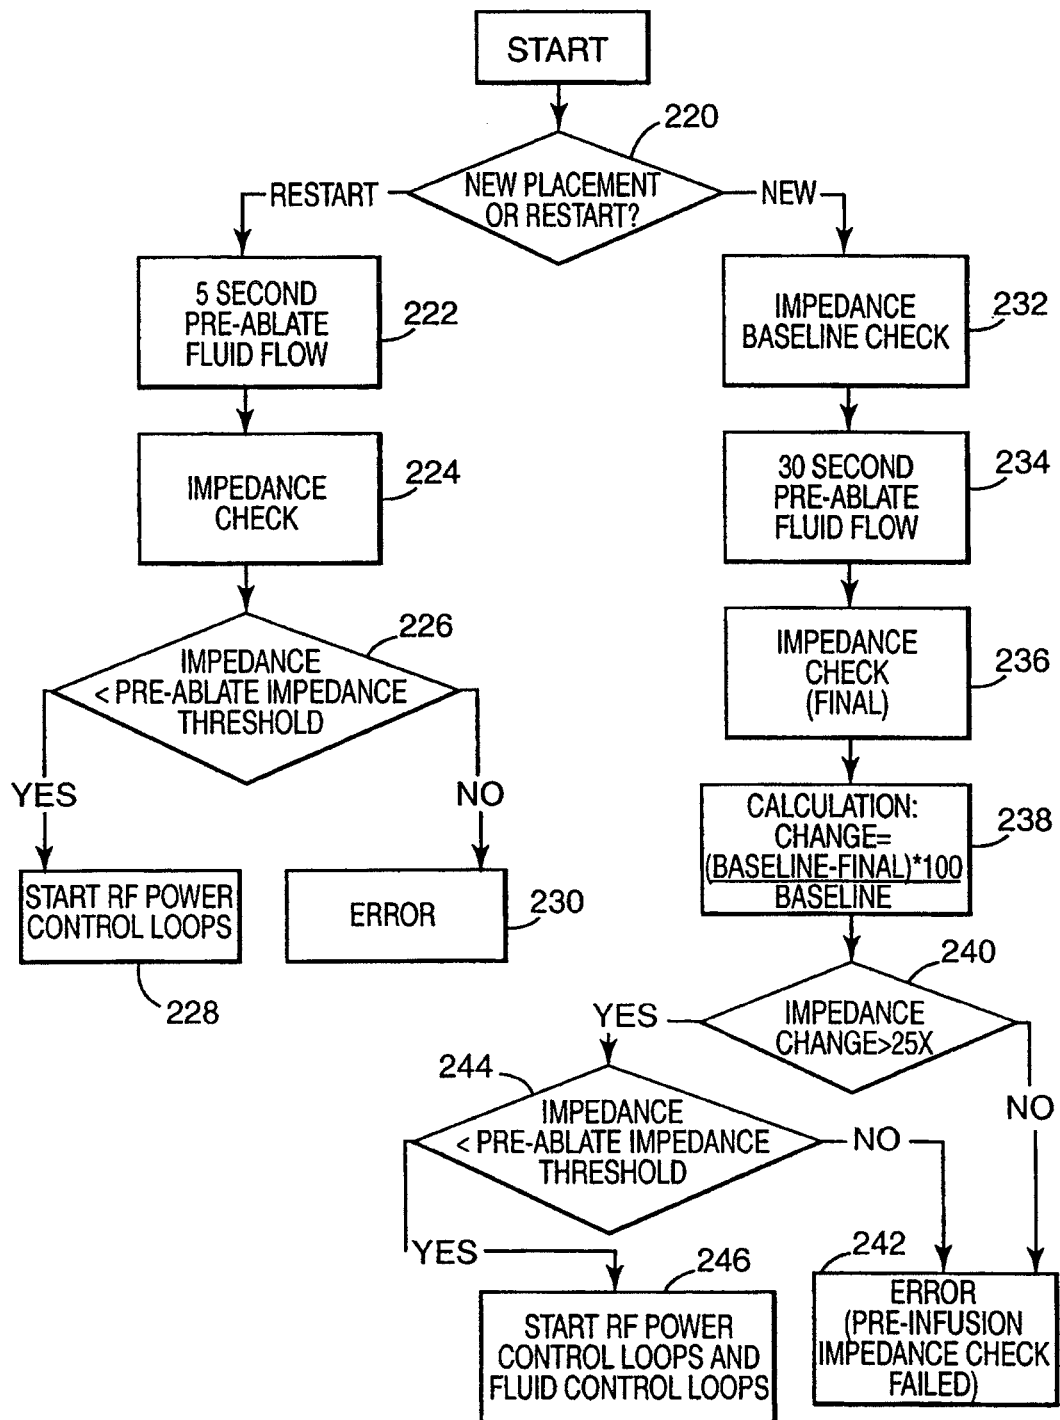 START
220
NEW PLACEMENT
OR RESTART?
RESTART
NEW
5 SECOND
PRE-ABLATE
FLUID FLOW
222
IMPEDANCE
BASELINE CHECK
232
IMPEDANCE
CHECK
224
30 SECOND
PRE-ABLATE
FLUID FLOW
234
226
IMPEDANCE
< PRE-ABLATE IMPEDANCE
THRESHOLD
IMPEDANCE
CHECK
(FINAL)
236
YES
NO
CALCULATION:
CHANGE=
(BASELINE-FINAL)*100
BASELINE
238
START RF POWER
CONTROL LOOPS
228
ERROR
230
240
IMPEDANCE
CHANGE>25X
YES
NO
244
IMPEDANCE
< PRE-ABLATE IMPEDANCE
THRESHOLD
NO
YES
246
START RF POWER
CONTROL LOOPS AND
FLUID CONTROL LOOPS
242
ERROR
(PRE-INFUSION
IMPEDANCE CHECK
FAILED)